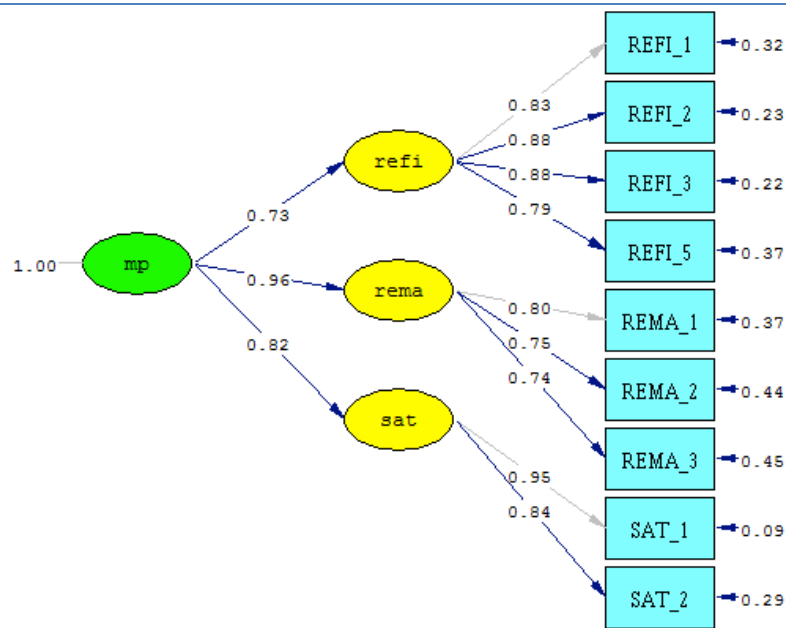 REFI_1
0.32
0.83
REFI_2
0.23
0.88
refi
REFI_3
0.22
0.88
0.79
0.73
REFI_5
0.37
1.00
mp
0.96
rema
0.80
REMA_1
0.37
0.75
0.82
0.74
REMA_2
0.44
sat
REMA_3
0.45
0.95
0.84
SAT_1
0.09
SAT_2
0.29